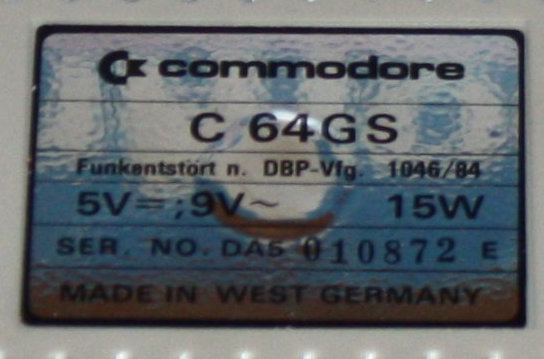 commodore
C 64GS
Funkentstört n. DBP-Vfg. 1046/84
5V⎓;9V~ 15W
SER. NO. DA5 010872 E
MADE IN WEST GERMANY